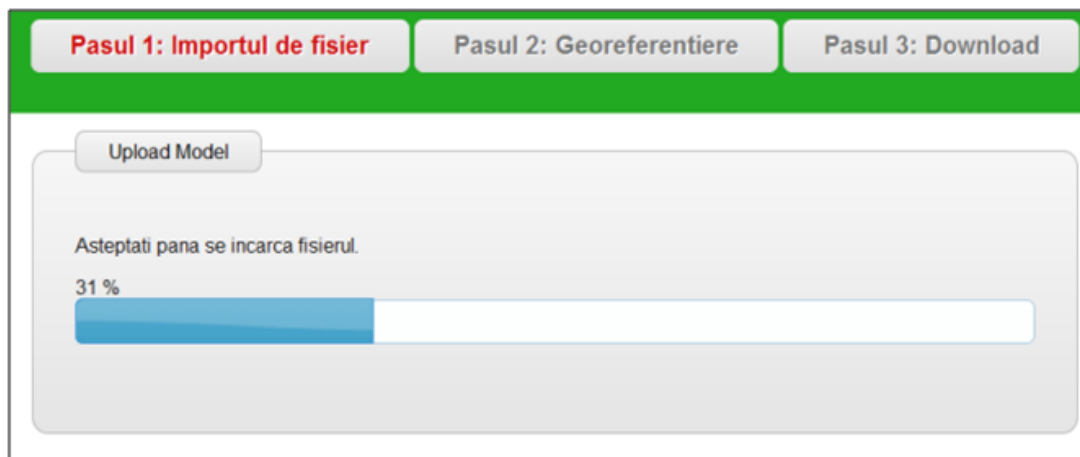 Pasul 1: Importul de fisier
Pasul 2: Georeferentiere
Pasul 3: Download
Upload Model
Asteptati pana se incarca fisierul.
31 %